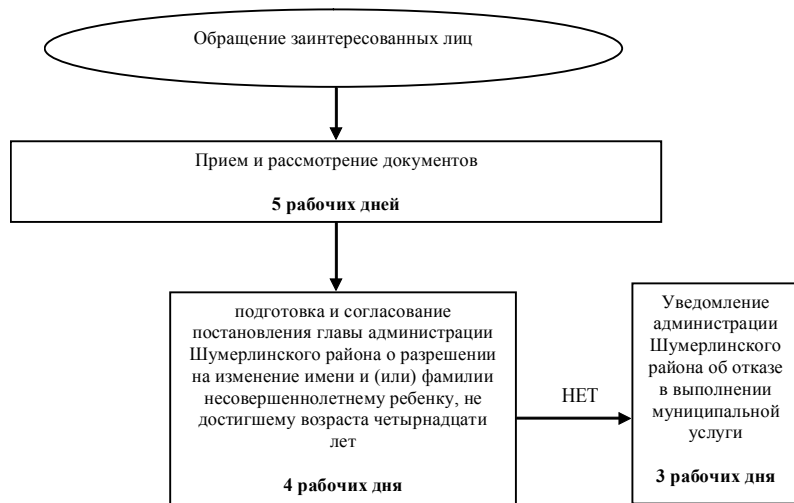 Обращение заинтересованных лиц
Прием и рассмотрение документов
5 рабочих дней
подготовка и согласование
постановления главы администрации
Шумерлинского района о разрешении
на изменение имени и (или) фамилии
несовершеннолетнему ребенку, не
достигшему возраста четырнадцати
лет
4 рабочих дня
НЕТ
Уведомление
администрации
Шумерлинского
района об отказе
в выполнении
муниципальной
услуги
3 рабочих дня